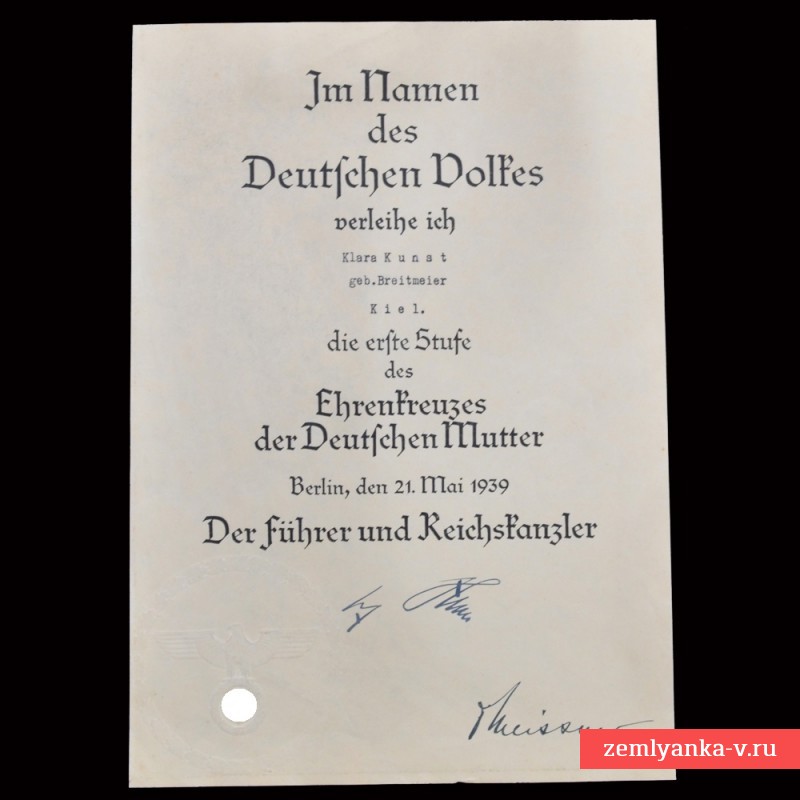 Im Namen
des
Deutschen Volkes
verleihe ich
Klara Kunst
geb.Breitmeier
Kiel.
die erste Stufe
des
Ehrenkreuzes
der Deutschen Mutter
Berlin, den 21. Mai 1939
Der Führer und Reichskanzler
Meissner
zemlyanka-v.ru